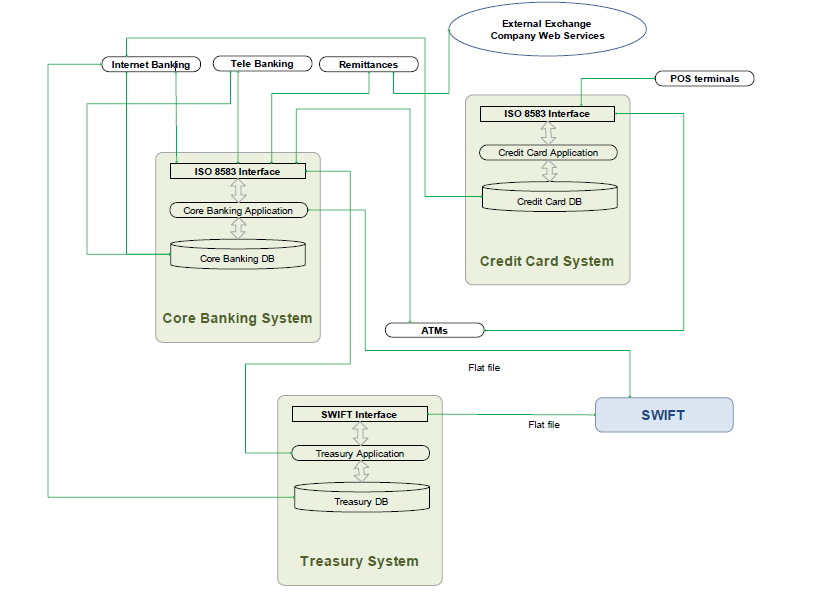 External Exchange
Company Web Services
Internet Banking
Tele Banking
Remittances
POS terminals
ISO 8583 Interface
Credit Card Application
Credit Card DB
Credit Card System
ISO 8583 Interface
Core Banking Application
Core Banking DB
Core Banking System
ATMs
Flat file
SWIFT Interface
SWIFT
Flat file
Treasury Application
Treasury DB
Treasury System